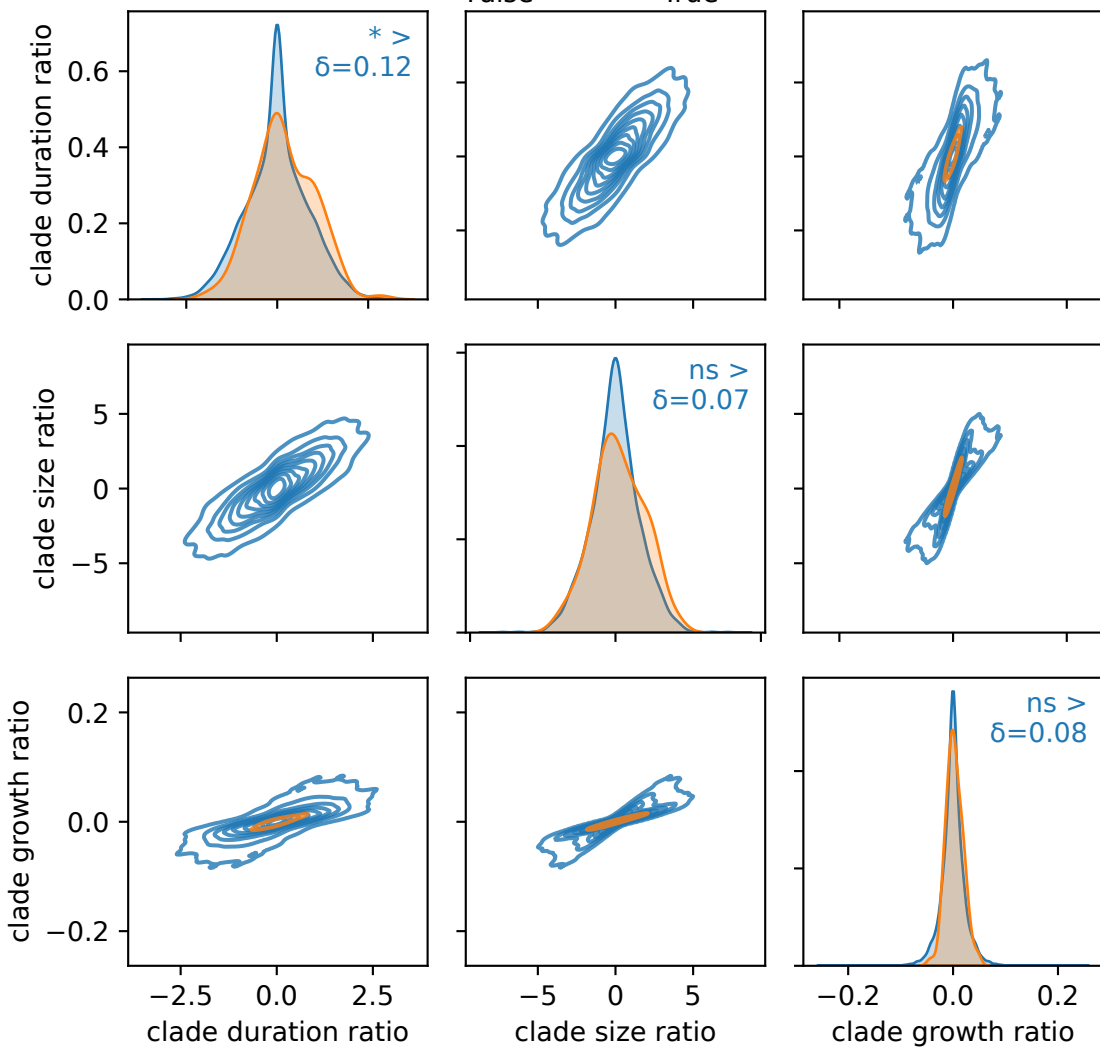 clade duration ratio
0.6
0.4
0.2
0.0
* >
δ=0.12
clade size ratio
5
0
−5
ns >
δ=0.07
clade growth ratio
0.2
0.0
−0.2
ns >
δ=0.08
−2.5 0.0 2.5
−5 0 5
−0.2 0.0 0.2
clade duration ratio
clade size ratio
clade growth ratio